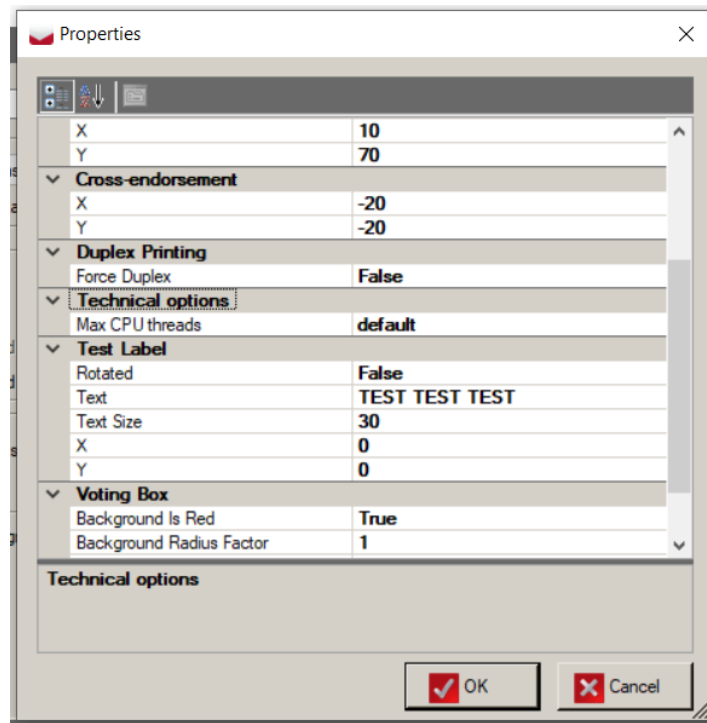 Properties
X 10
Y 70
Cross-endorsement
X -20
Y -20
Duplex Printing
Force Duplex False
Technical options
Max CPU threads default
Test Label
Rotated False
Text TEST TEST TEST
Text Size 30
X 0
Y 0
Voting Box
Background Is Red True
Background Radius Factor 1
Technical options
OK Cancel